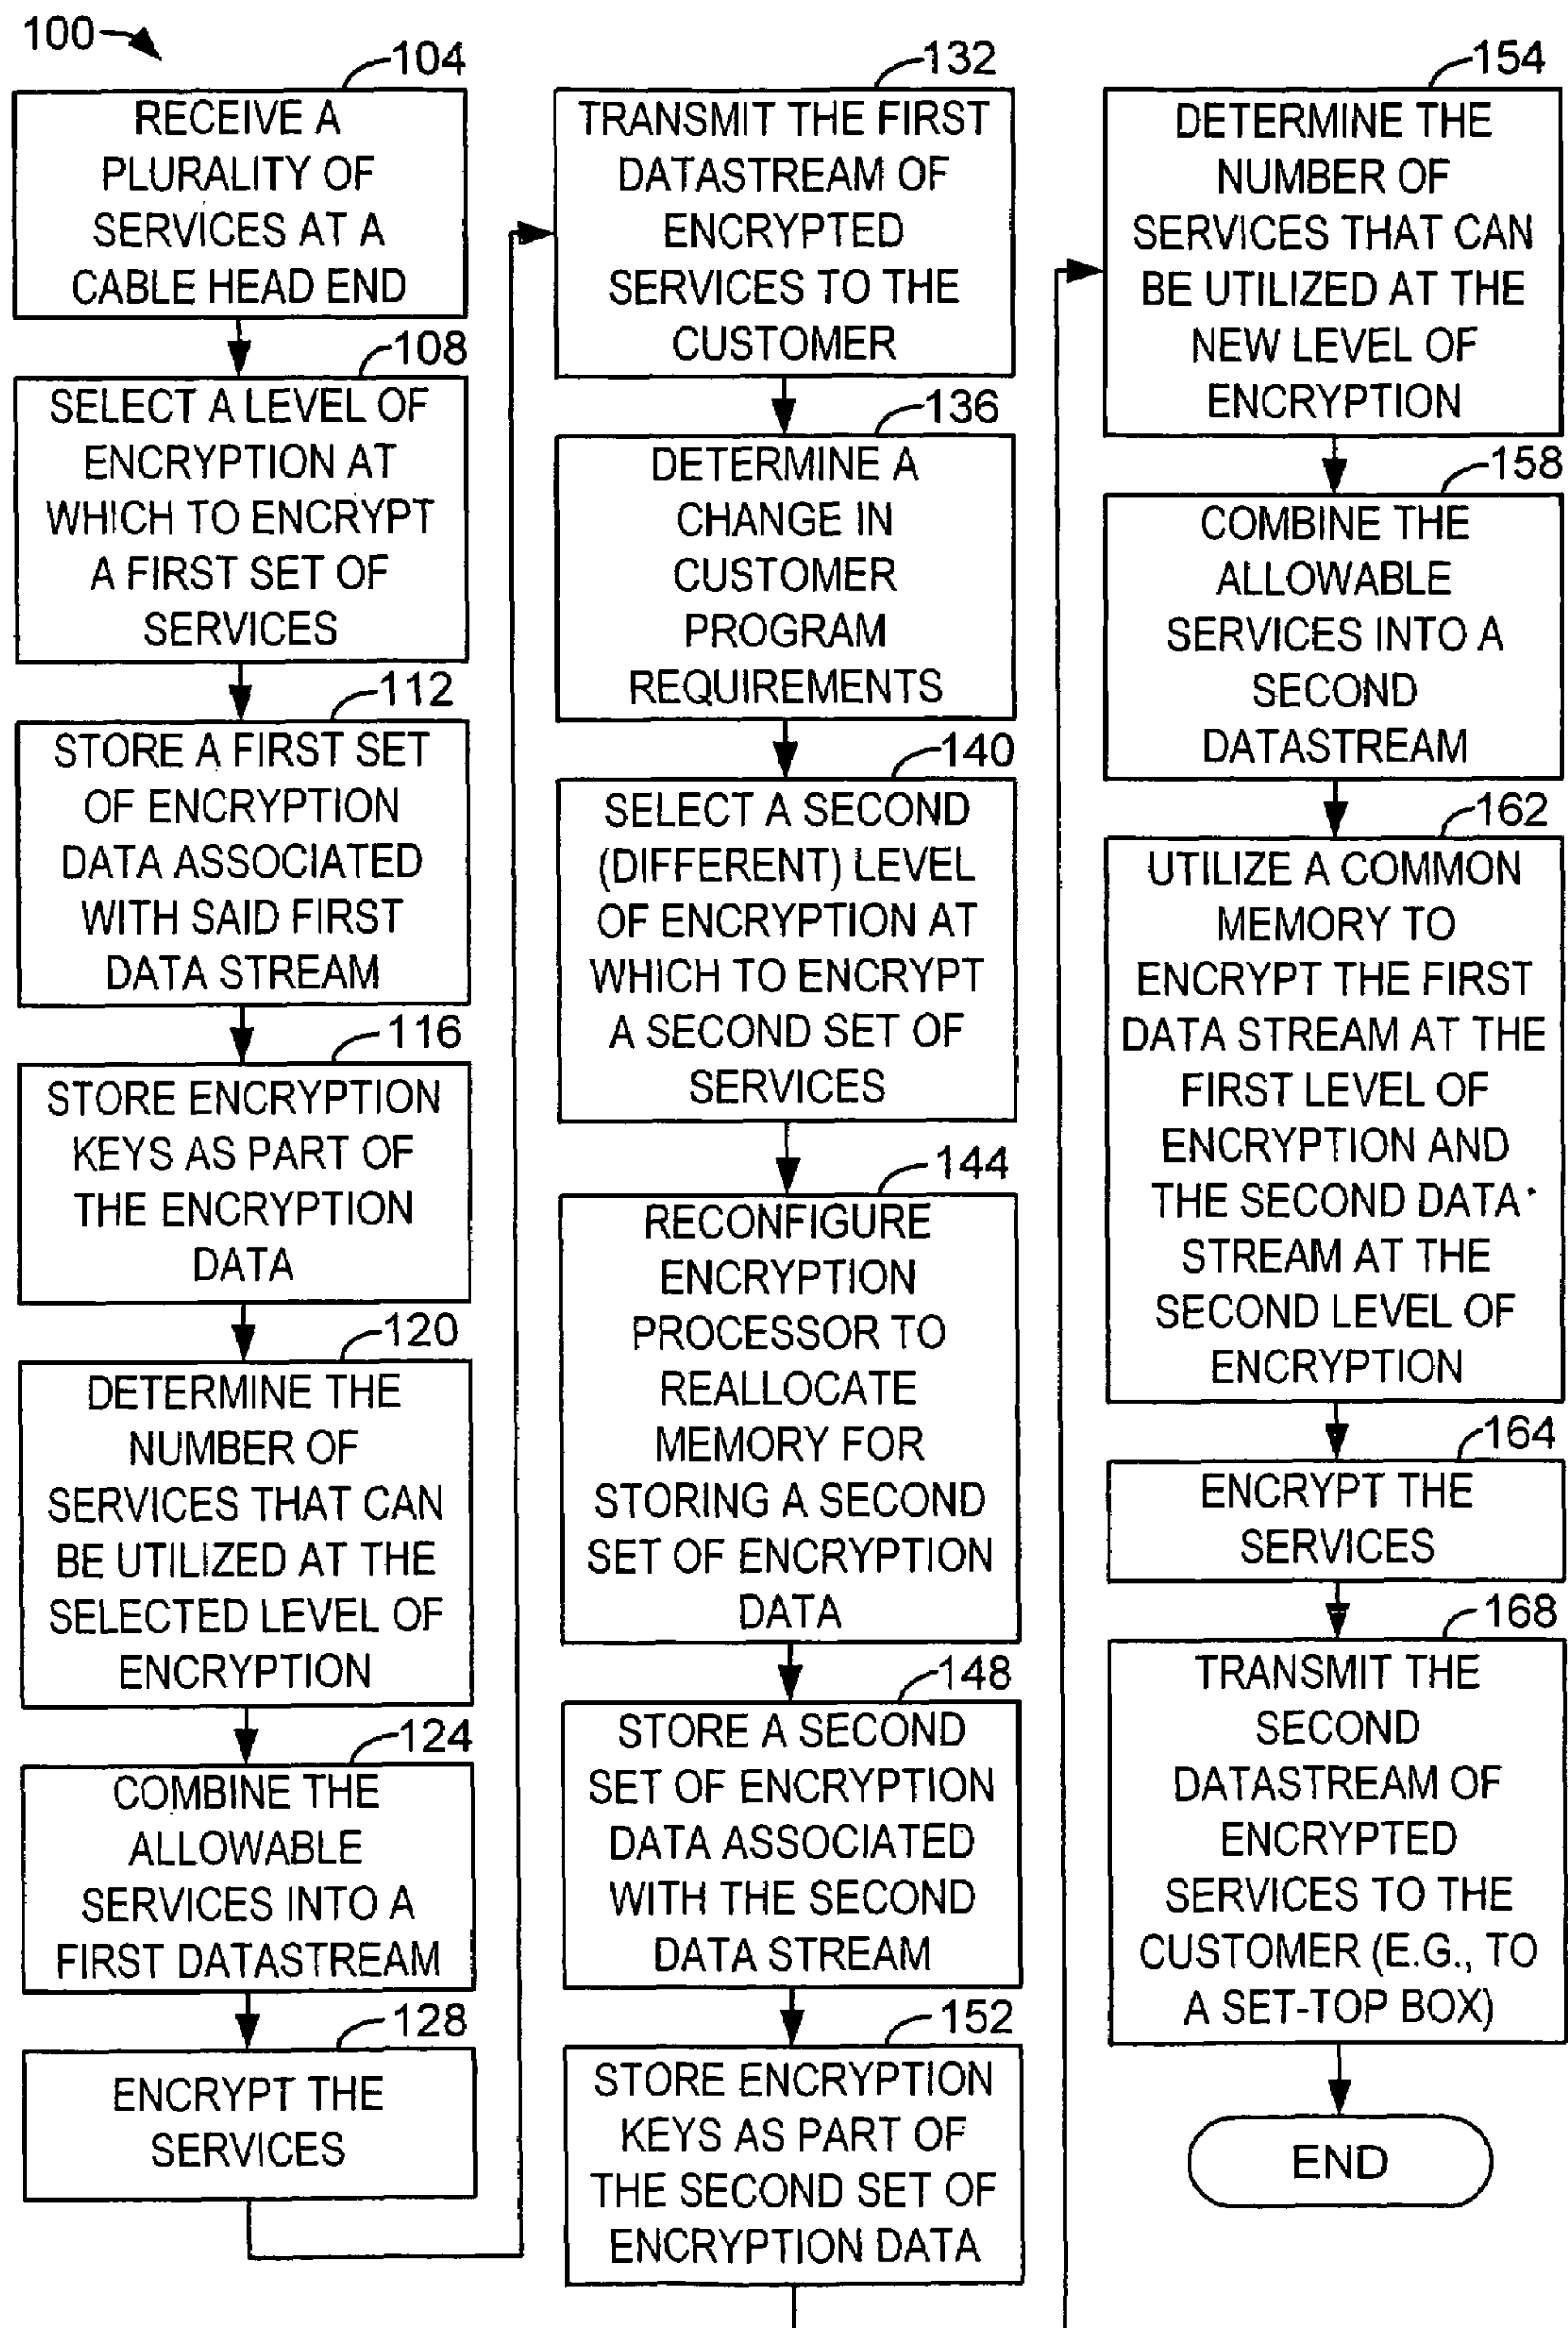 100
104
RECEIVE A
PLURALITY OF
SERVICES AT A
CABLE HEAD END
108
SELECT A LEVEL OF
ENCRYPTION AT
WHICH TO ENCRYPT
A FIRST SET OF
SERVICES
112
STORE A FIRST SET
OF ENCRYPTION
DATA ASSOCIATED
WITH SAID FIRST
DATA STREAM
116
STORE ENCRYPTION
KEYS AS PART OF
THE ENCRYPTION
DATA
120
DETERMINE THE
NUMBER OF
SERVICES THAT CAN
BE UTILIZED AT THE
SELECTED LEVEL OF
ENCRYPTION
124
COMBINE THE
ALLOWABLE
SERVICES INTO A
FIRST DATASTREAM
128
ENCRYPT THE
SERVICES
132
TRANSMIT THE FIRST
DATASTREAM OF
ENCRYPTED
SERVICES TO THE
CUSTOMER
136
DETERMINE A
CHANGE IN
CUSTOMER
PROGRAM
REQUIREMENTS
140
SELECT A SECOND
(DIFFERENT) LEVEL
OF ENCRYPTION AT
WHICH TO ENCRYPT
A SECOND SET OF
SERVICES
144
RECONFIGURE
ENCRYPTION
PROCESSOR TO
REALLOCATE
MEMORY FOR
STORING A SECOND
SET OF ENCRYPTION
DATA
148
STORE A SECOND
SET OF ENCRYPTION
DATA ASSOCIATED
WITH THE SECOND
DATA STREAM
152
STORE ENCRYPTION
KEYS AS PART OF
THE SECOND SET OF
ENCRYPTION DATA
154
DETERMINE THE
NUMBER OF
SERVICES THAT CAN
BE UTILIZED AT THE
NEW LEVEL OF
ENCRYPTION
158
COMBINE THE
ALLOWABLE
SERVICES INTO A
SECOND
DATASTREAM
162
UTILIZE A COMMON
MEMORY TO
ENCRYPT THE FIRST
DATA STREAM AT THE
FIRST LEVEL OF
ENCRYPTION AND
THE SECOND DATA
STREAM AT THE
SECOND LEVEL OF
ENCRYPTION
164
ENCRYPT THE
SERVICES
168
TRANSMIT THE
SECOND
DATASTREAM OF
ENCRYPTED
SERVICES TO THE
CUSTOMER (E.G., TO
A SET-TOP BOX)
END